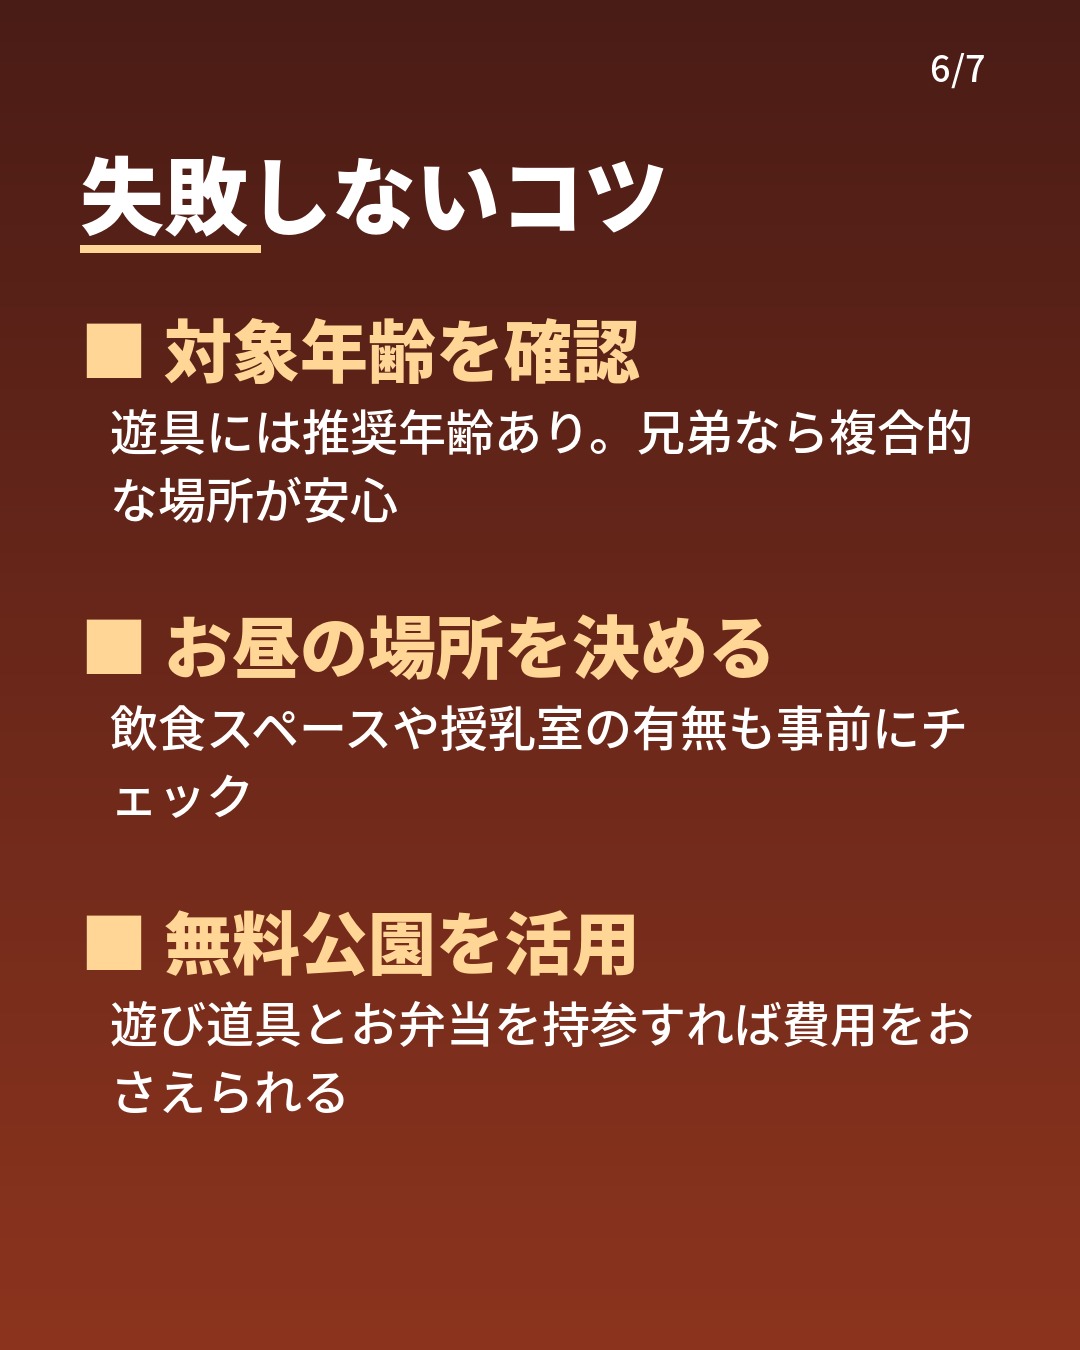 6/7
失敗しないコツ
■ 対象年齢を確認
遊具には推奨年齢あり。兄弟なら複合的
な場所が安心
■ お昼の場所を決める
飲食スペースや授乳室の有無も事前にチ
ェック
■ 無料公園を活用
遊び道具とお弁当を持参すれば費用をお
さえられる